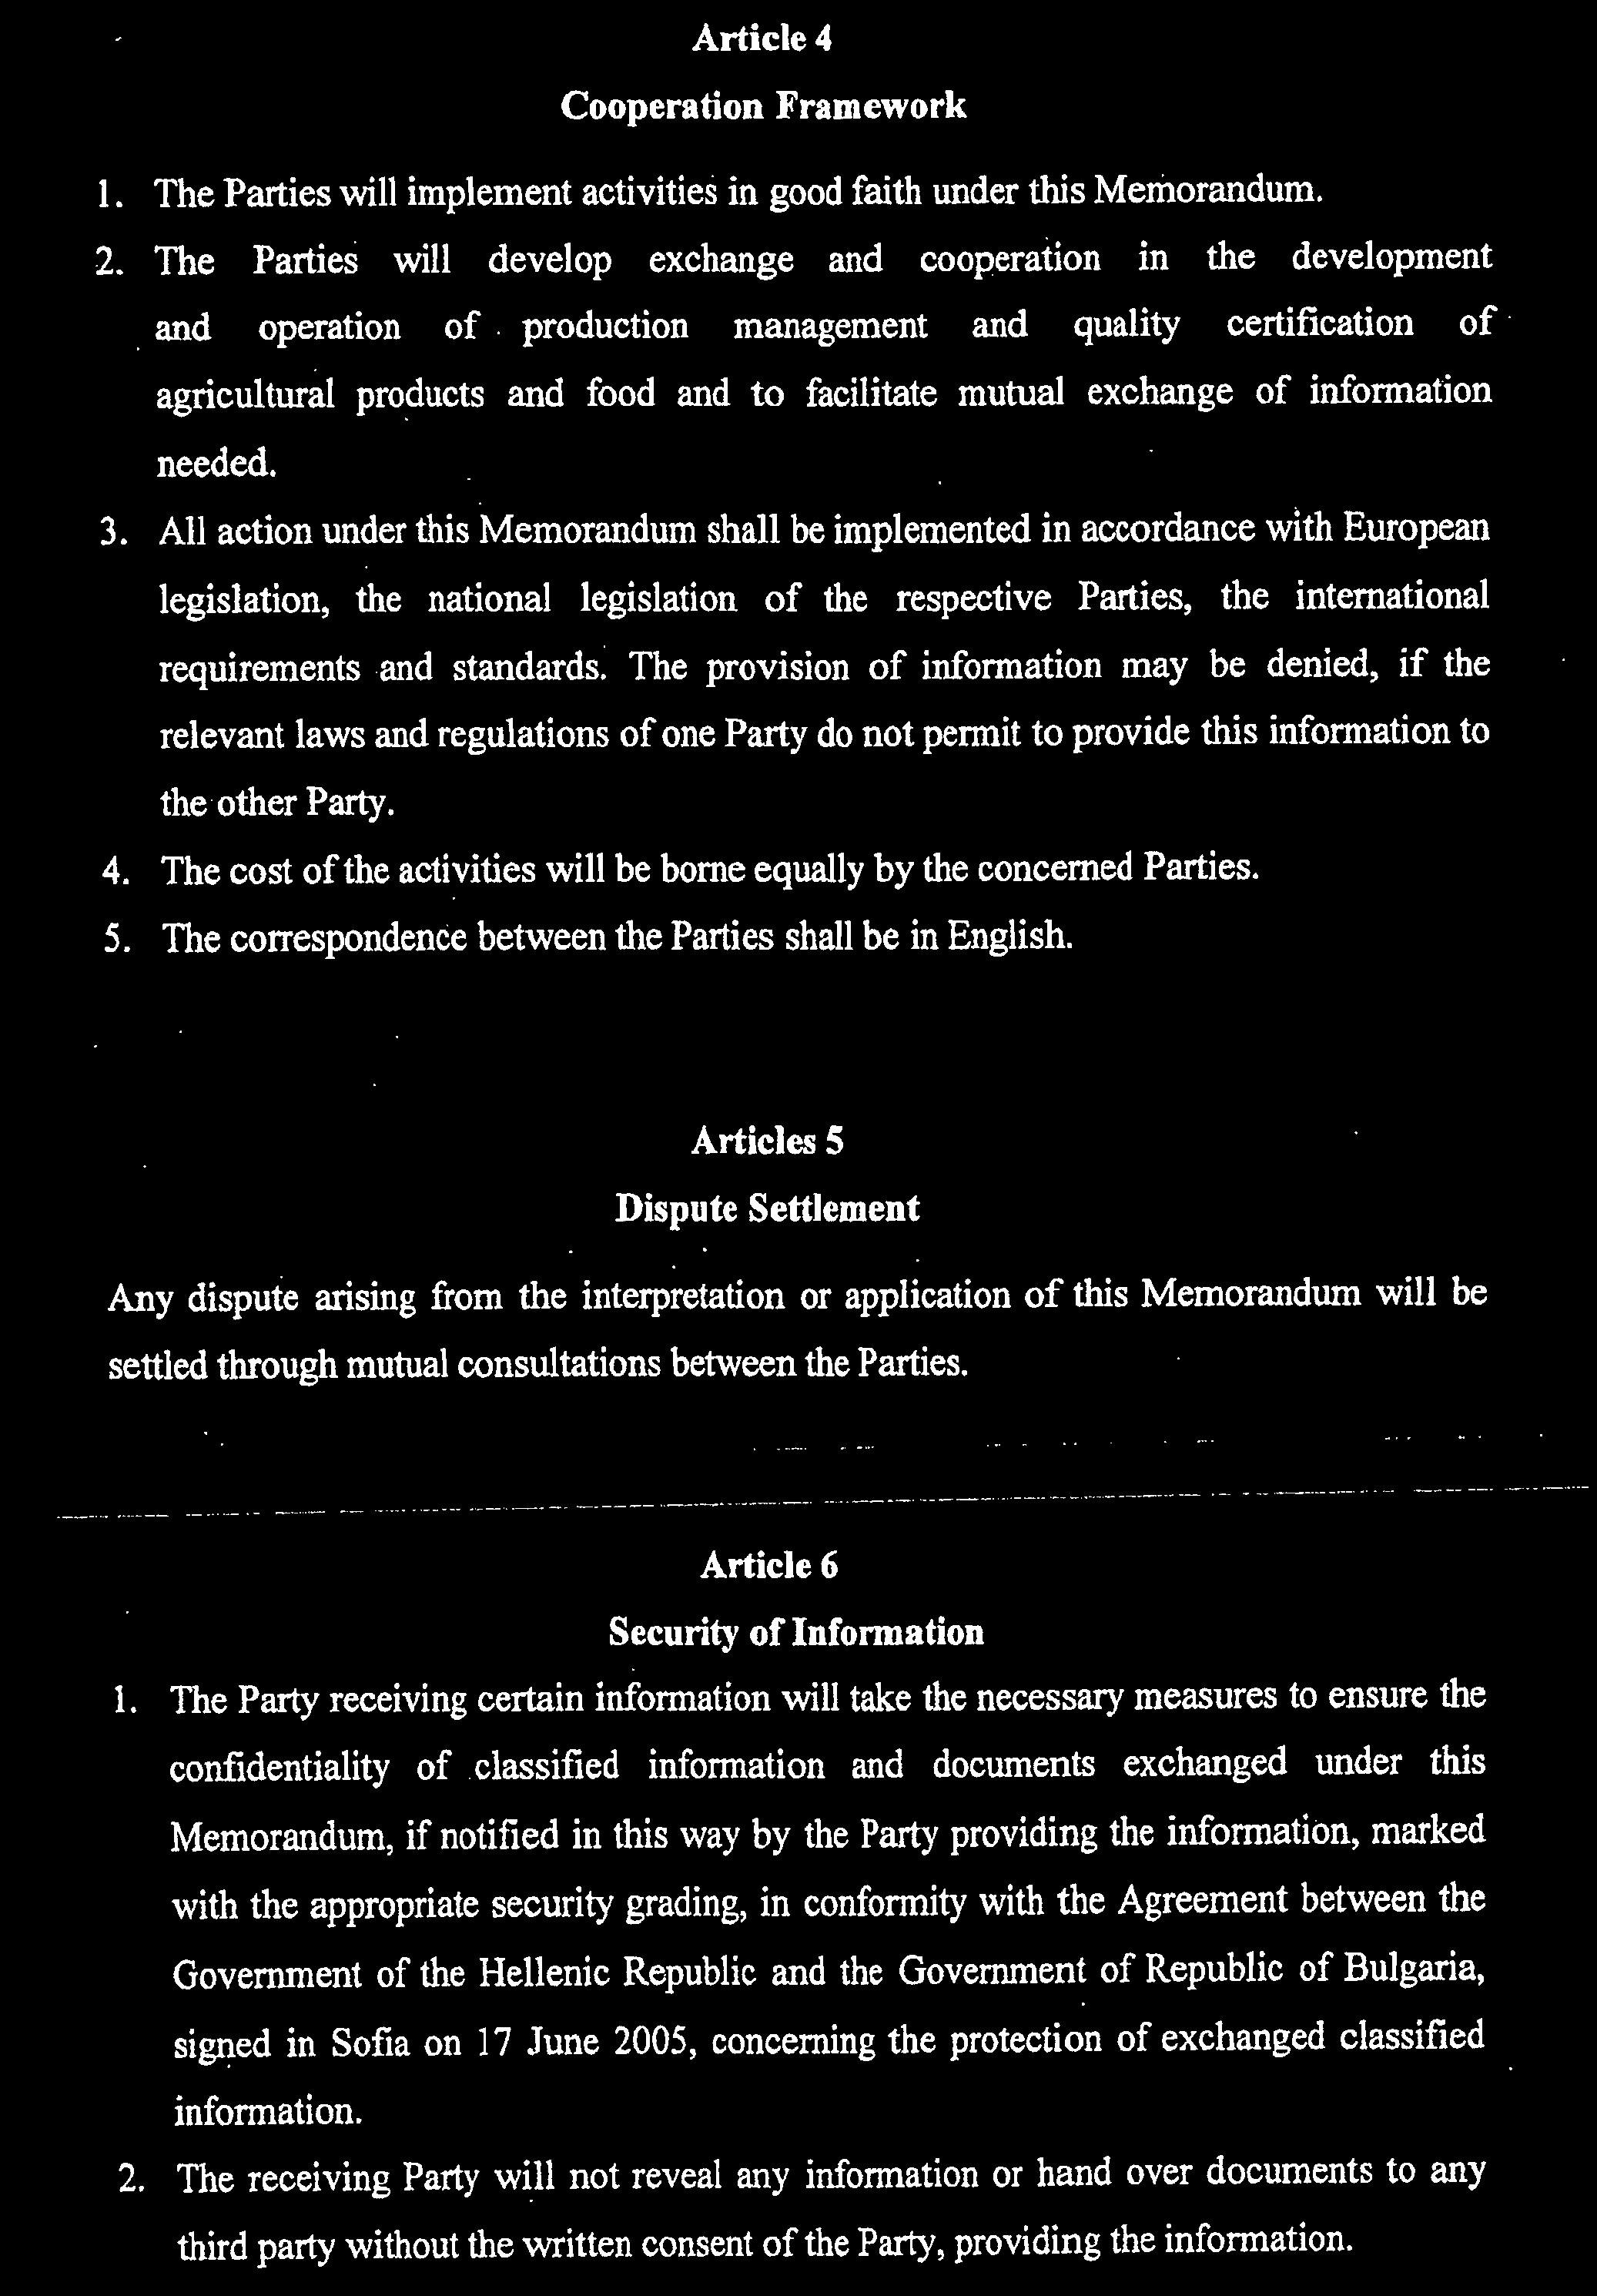 Article 4
Cooperation Framework
1. The Parties will implement activities in good faith under this Memorandum.
2. The Parties will develop exchange and cooperation in the development
and operation of production management and quality certification of
agricultural products and food and to facilitate mutual exchange of information
needed.
3. All action under this Memorandum shall be implemented in accordance with European
legislation, the national legislation of the respective Parties, the international
requirements and standards. The provision of information may be denied, if the
relevant laws and regulations of one Party do not permit to provide this information to
the other Party.
4. The cost of the activities will be borne equally by the concerned Parties.
5. The correspondence between the Parties shall be in English.
Articles 5
Dispute Settlement
Any dispute arising from the interpretation or application of this Memorandum will be
settled through mutual consultations between the Parties.
Article 6
Security of Information
1. The Party receiving certain information will take the necessary measures to ensure the
confidentiality of classified information and documents exchanged under this
Memorandum, if notified in this way by the Party providing the information, marked
with the appropriate security grading, in conformity with the Agreement between the
Government of the Hellenic Republic and the Government of Republic of Bulgaria,
signed in Sofia on 17 June 2005, concerning the protection of exchanged classified
information.
2. The receiving Party will not reveal any information or hand over documents to any
third party without the written consent of the Party, providing the information.